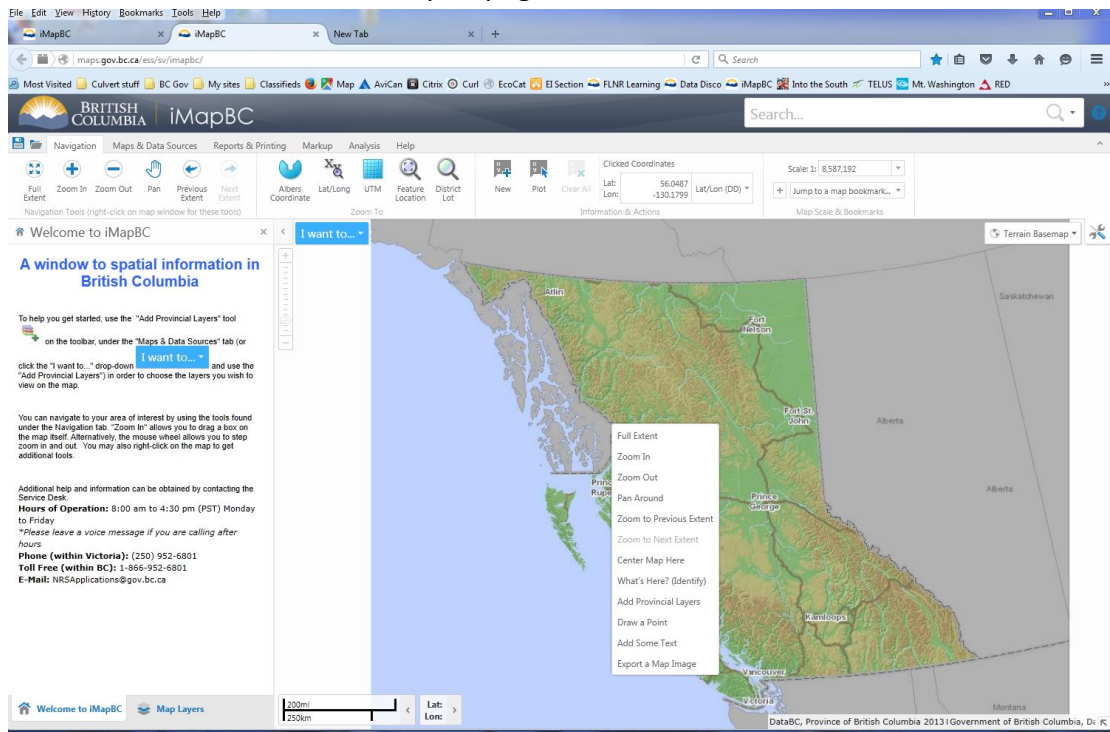 File Edit View History Bookmarks Tools Help
iMapBC × iMapBC × New Tab × +
maps.gov.bc.ca/ess/sv/imapbc/ Search
Most Visited Culvert stuff BC Gov My sites Classifieds Map AviCan Citrix Curl EcoCat EI Section FLNR Learning Data Disco iMapBC Into the South TELUS Mt. Washington RED »
BRITISH
COLUMBIA iMapBC Search...
Navigation Maps & Data Sources Reports & Printing Markup Analysis Help
Full Extent Zoom In Zoom Out Pan Previous Extent Next Extent
Navigation Tools (right-click on map window for these tools)
Albers Coordinate Lat/Long UTM Feature Location District Lot
Zoom To
New Plot Clear All
Clicked Coordinates
Lat: 56.0487
Lon: -130.1799
Lat/Lon (DD)
Information & Actions
Scale: 1: 8,587,192
+ Jump to a map bookmark...
Map Scale & Bookmarks
Welcome to iMapBC ×
A window to spatial information in
British Columbia
To help you get started, use the "Add Provincial Layers" tool
on the toolbar, under the "Maps & Data Sources" tab (or
click the "I want to..." drop-down I want to... and use the
"Add Provincial Layers") in order to choose the layers you wish to
view on the map.
You can navigate to your area of interest by using the tools found
under the Navigation tab. "Zoom In" allows you to drag a box on
the map itself. Alternatively, the mouse wheel allows you to step
zoom in and out. You may also right-click on the map to get
additional tools.
Additional help and information can be obtained by contacting the
Service Desk.
Hours of Operation: 8:00 am to 4:30 pm (PST) Monday
to Friday
*Please leave a voice message if you are calling after
hours
Phone (within Victoria): (250) 952-6801
Toll Free (within BC): 1-866-952-6801
E-Mail: NRSApplications@gov.bc.ca
Welcome to iMapBC Map Layers
I want to...
Terrain Basemap
Atlin
Fort
Nelson
Saskatchewan
Fort St.
John
Alberta
Alberta
Prince
George
Kamloops
Vancouver
Victoria
Montana
Full Extent
Zoom In
Zoom Out
Pan Around
Zoom to Previous Extent
Zoom to Next Extent
Center Map Here
What's Here? (Identify)
Add Provincial Layers
Draw a Point
Add Some Text
Export a Map Image
200mi
250km
Lat:
Lon:
DataBC, Province of British Columbia 2013 | Government of British Columbia,